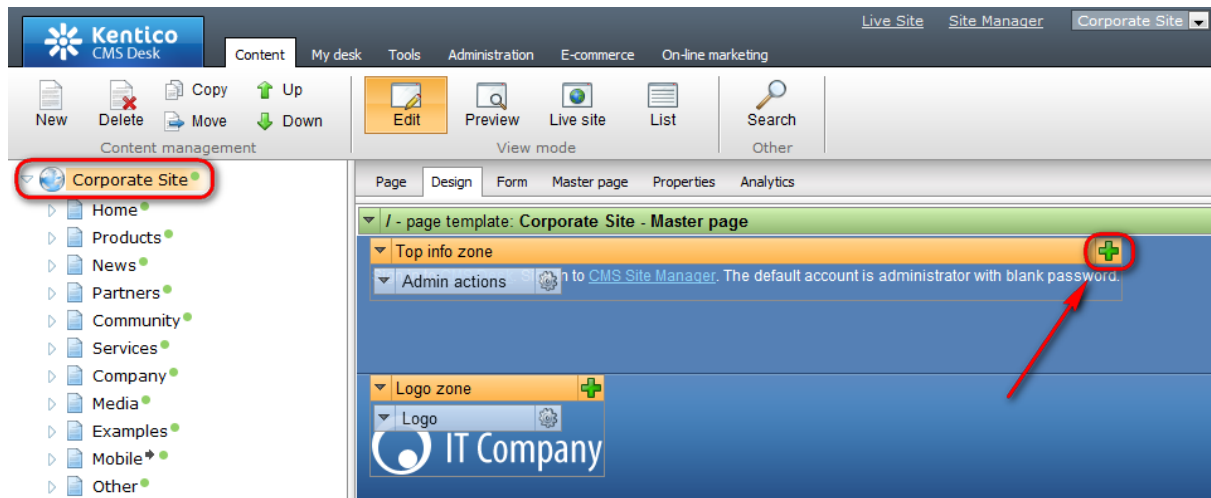 Live Site Site Manager Corporate Site
Kentico
CMS Desk
Content My desk Tools Administration E-commerce On-line marketing
New Delete Copy Move Up Down
Content management
Edit Preview Live site List
View mode
Search
Other
Corporate Site
Home
Products
News
Partners
Community
Services
Company
Media
Examples
Mobile
Other
Page Design Form Master page Properties Analytics
/ - page template: Corporate Site - Master page
Top info zone
Admin actions to CMS Site Manager. The default account is administrator with blank password.
Logo zone
Logo
IT Company